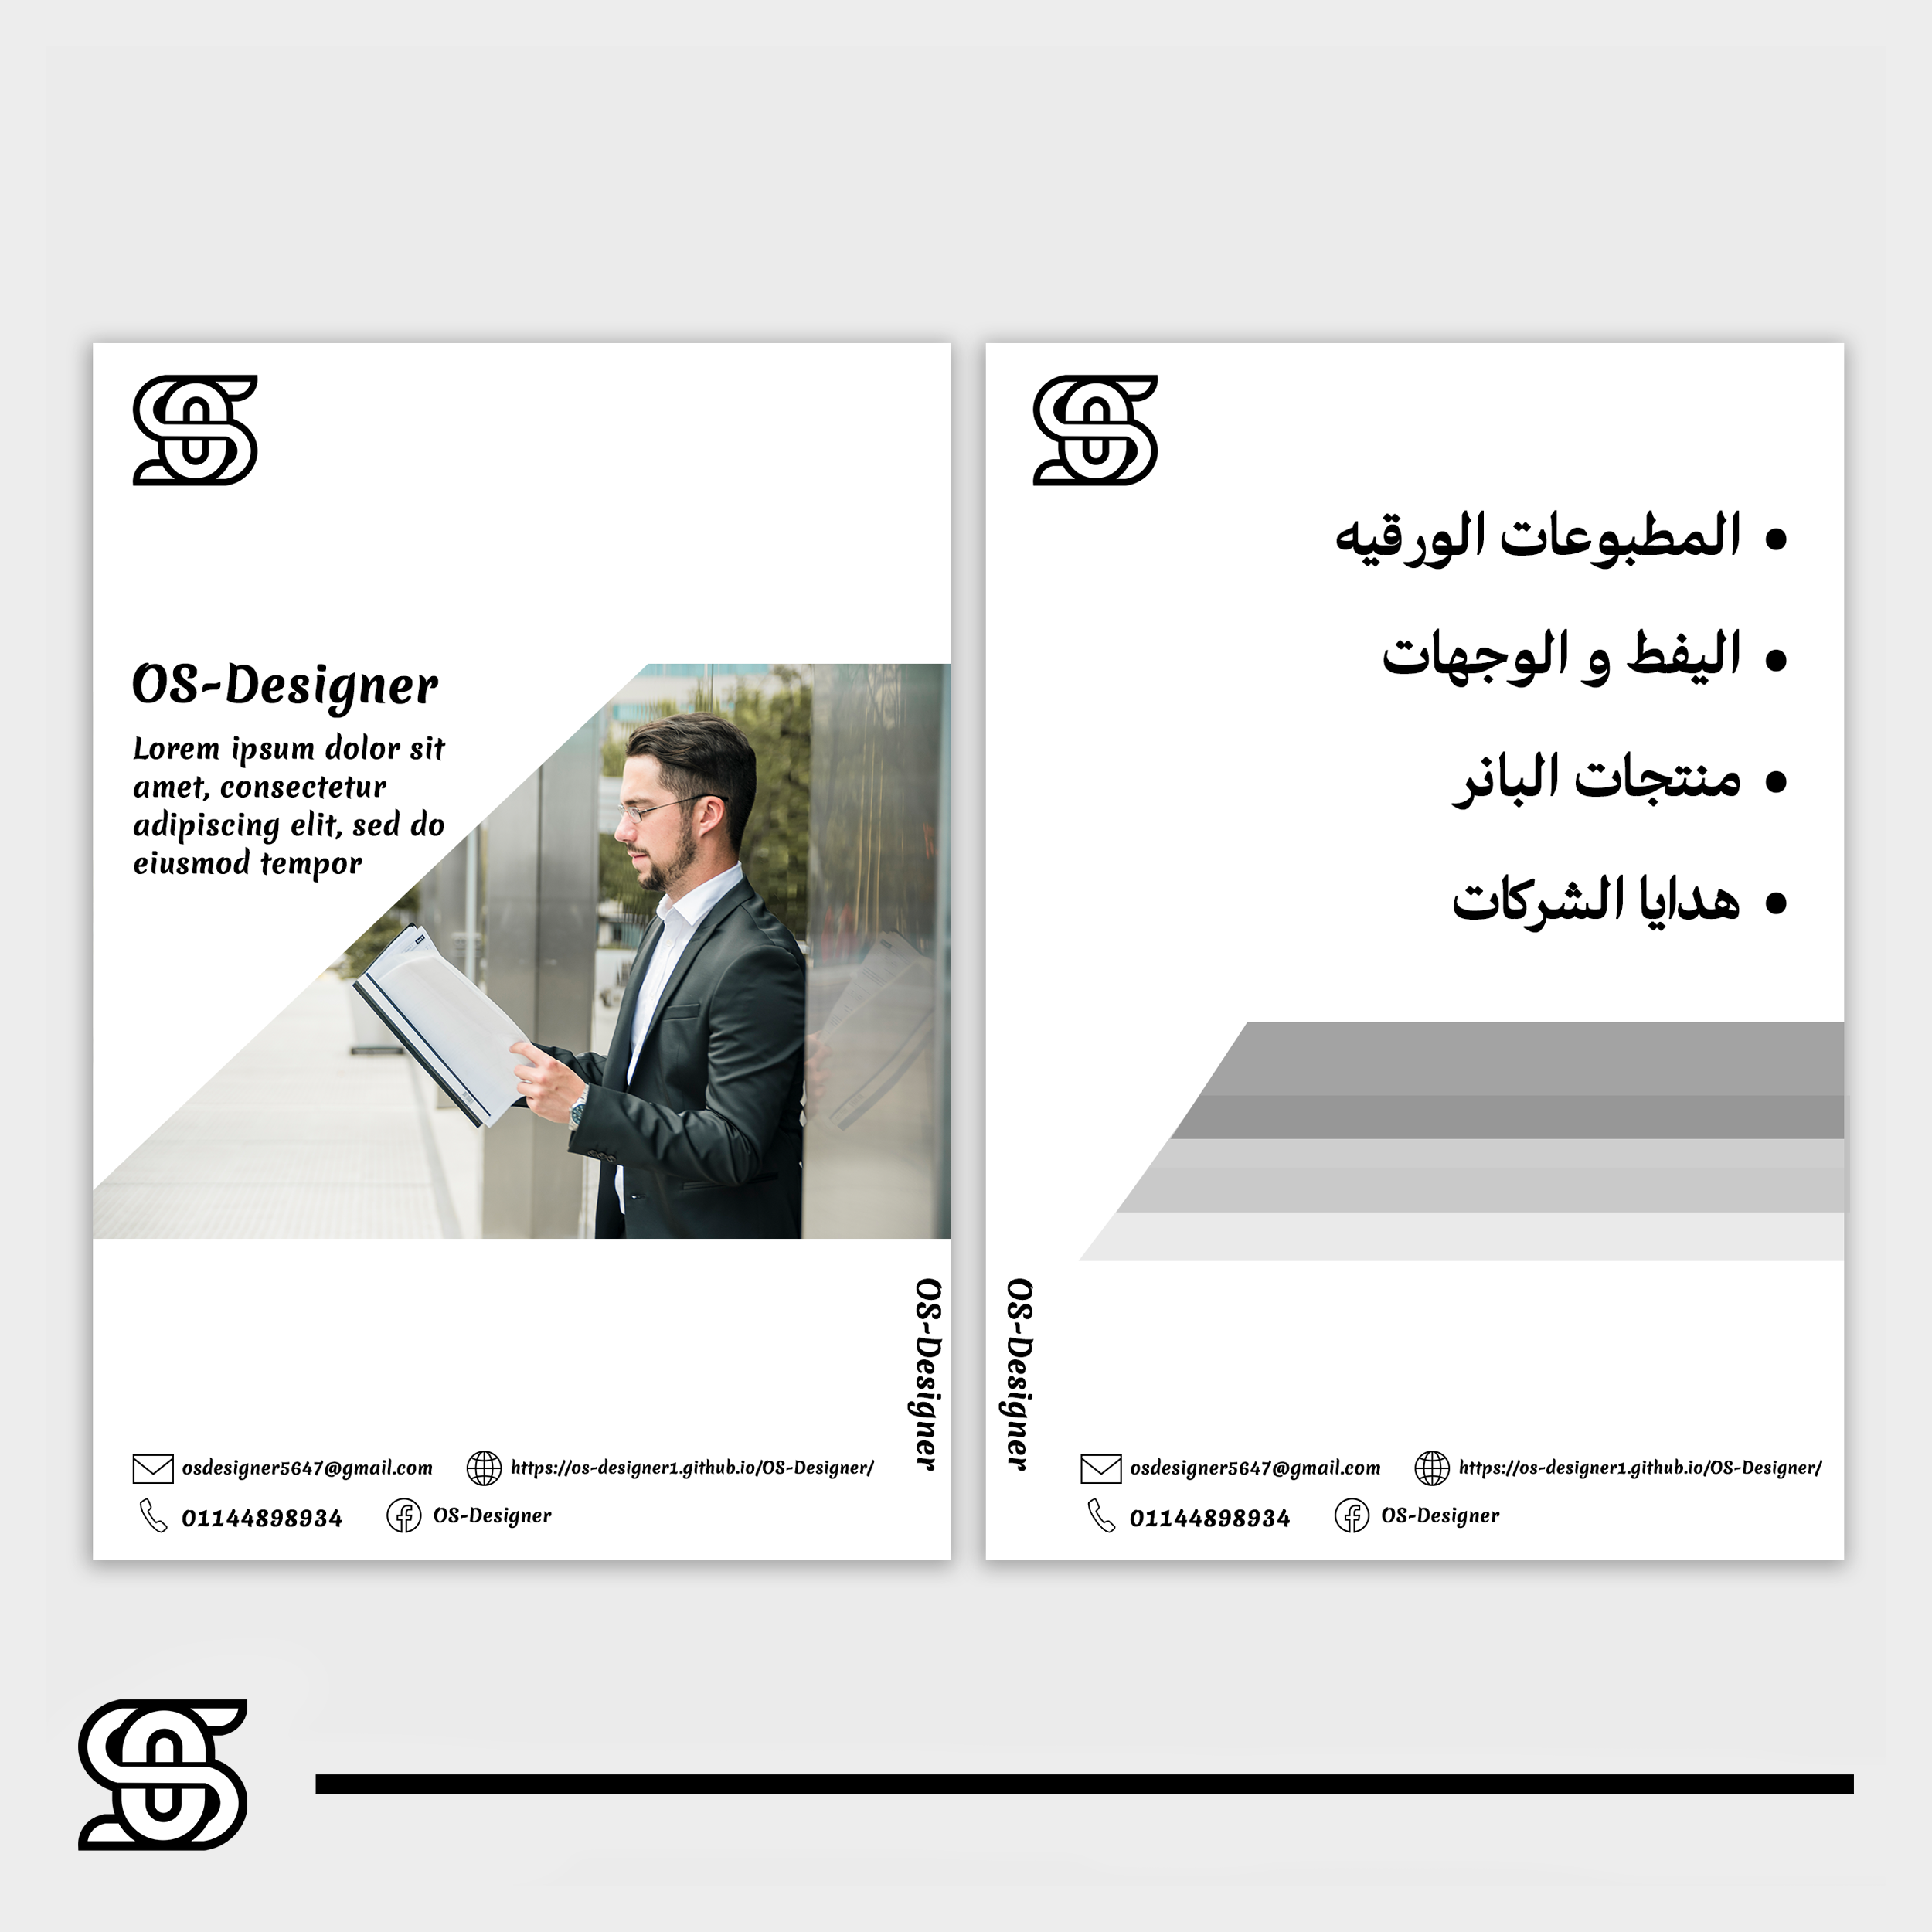 OS-Designer
Lorem ipsum dolor sit
amet, consectetur
adipiscing elit, sed do
eiusmod tempor
OS-Designer
osdesigner5647@gmail.com
https://os-designer1.github.io/OS-Designer/
01144898934
OS-Designer
• المطبوعات الورقيه
• اليفط و الوجهات
• منتجات البانر
• هدايا الشركات
OS-Designer
osdesigner5647@gmail.com
https://os-designer1.github.io/OS-Designer/
01144898934
OS-Designer